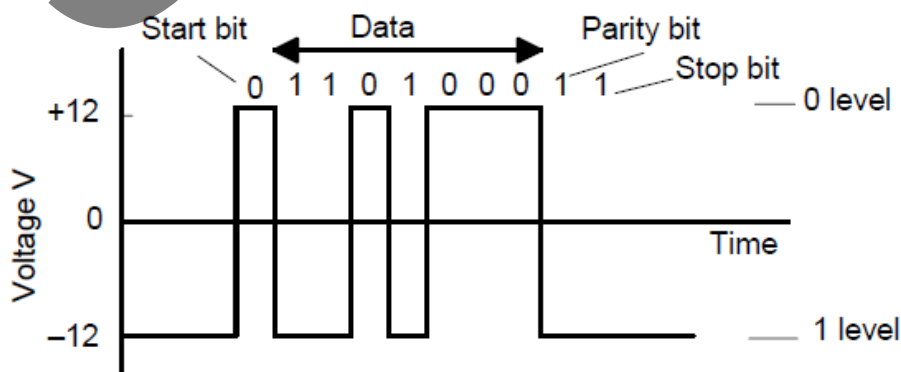 Start bit Data Parity bit
Stop bit
0 1 1 0 1 0 0 0 1 1
+12 0 level
Voltage V
0
Time
–12 1 level